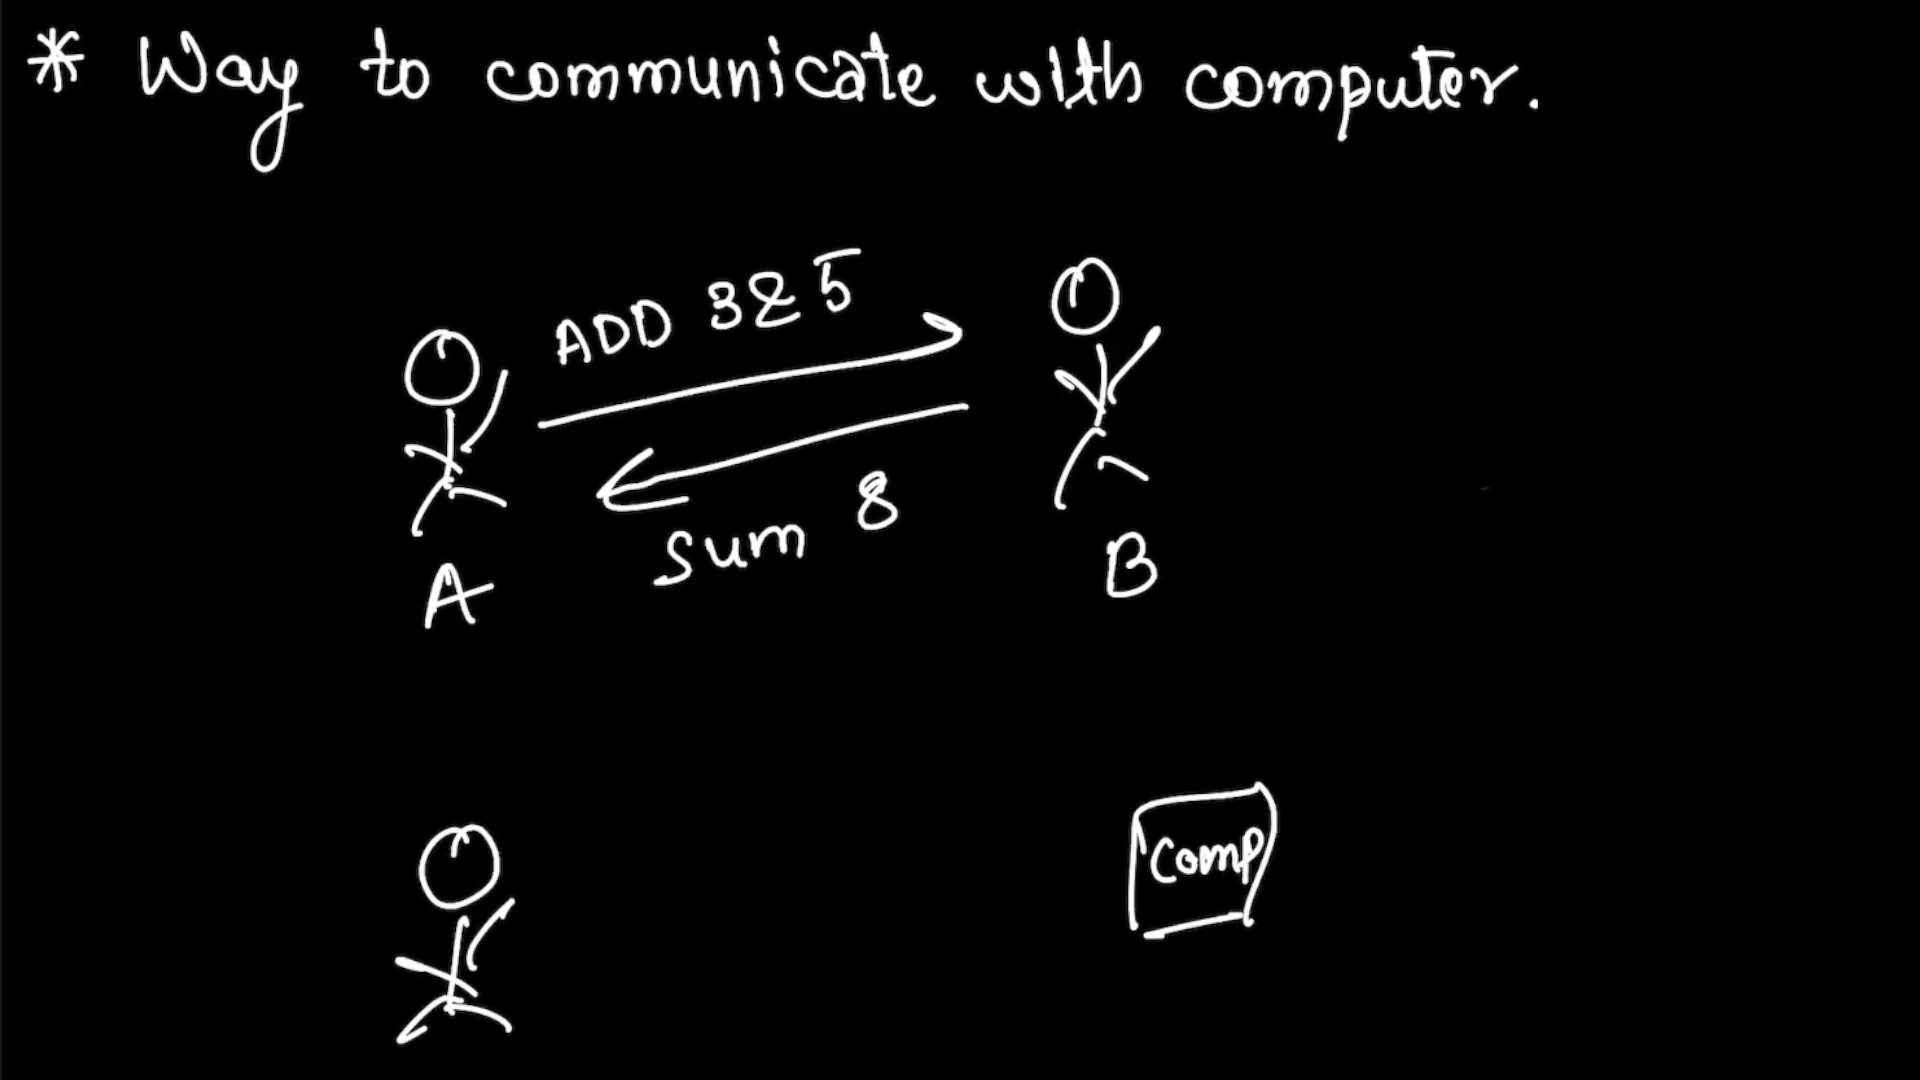 * Way to communicate with computer.
ADD 3 & 5
Sum 8
A
B
Comp